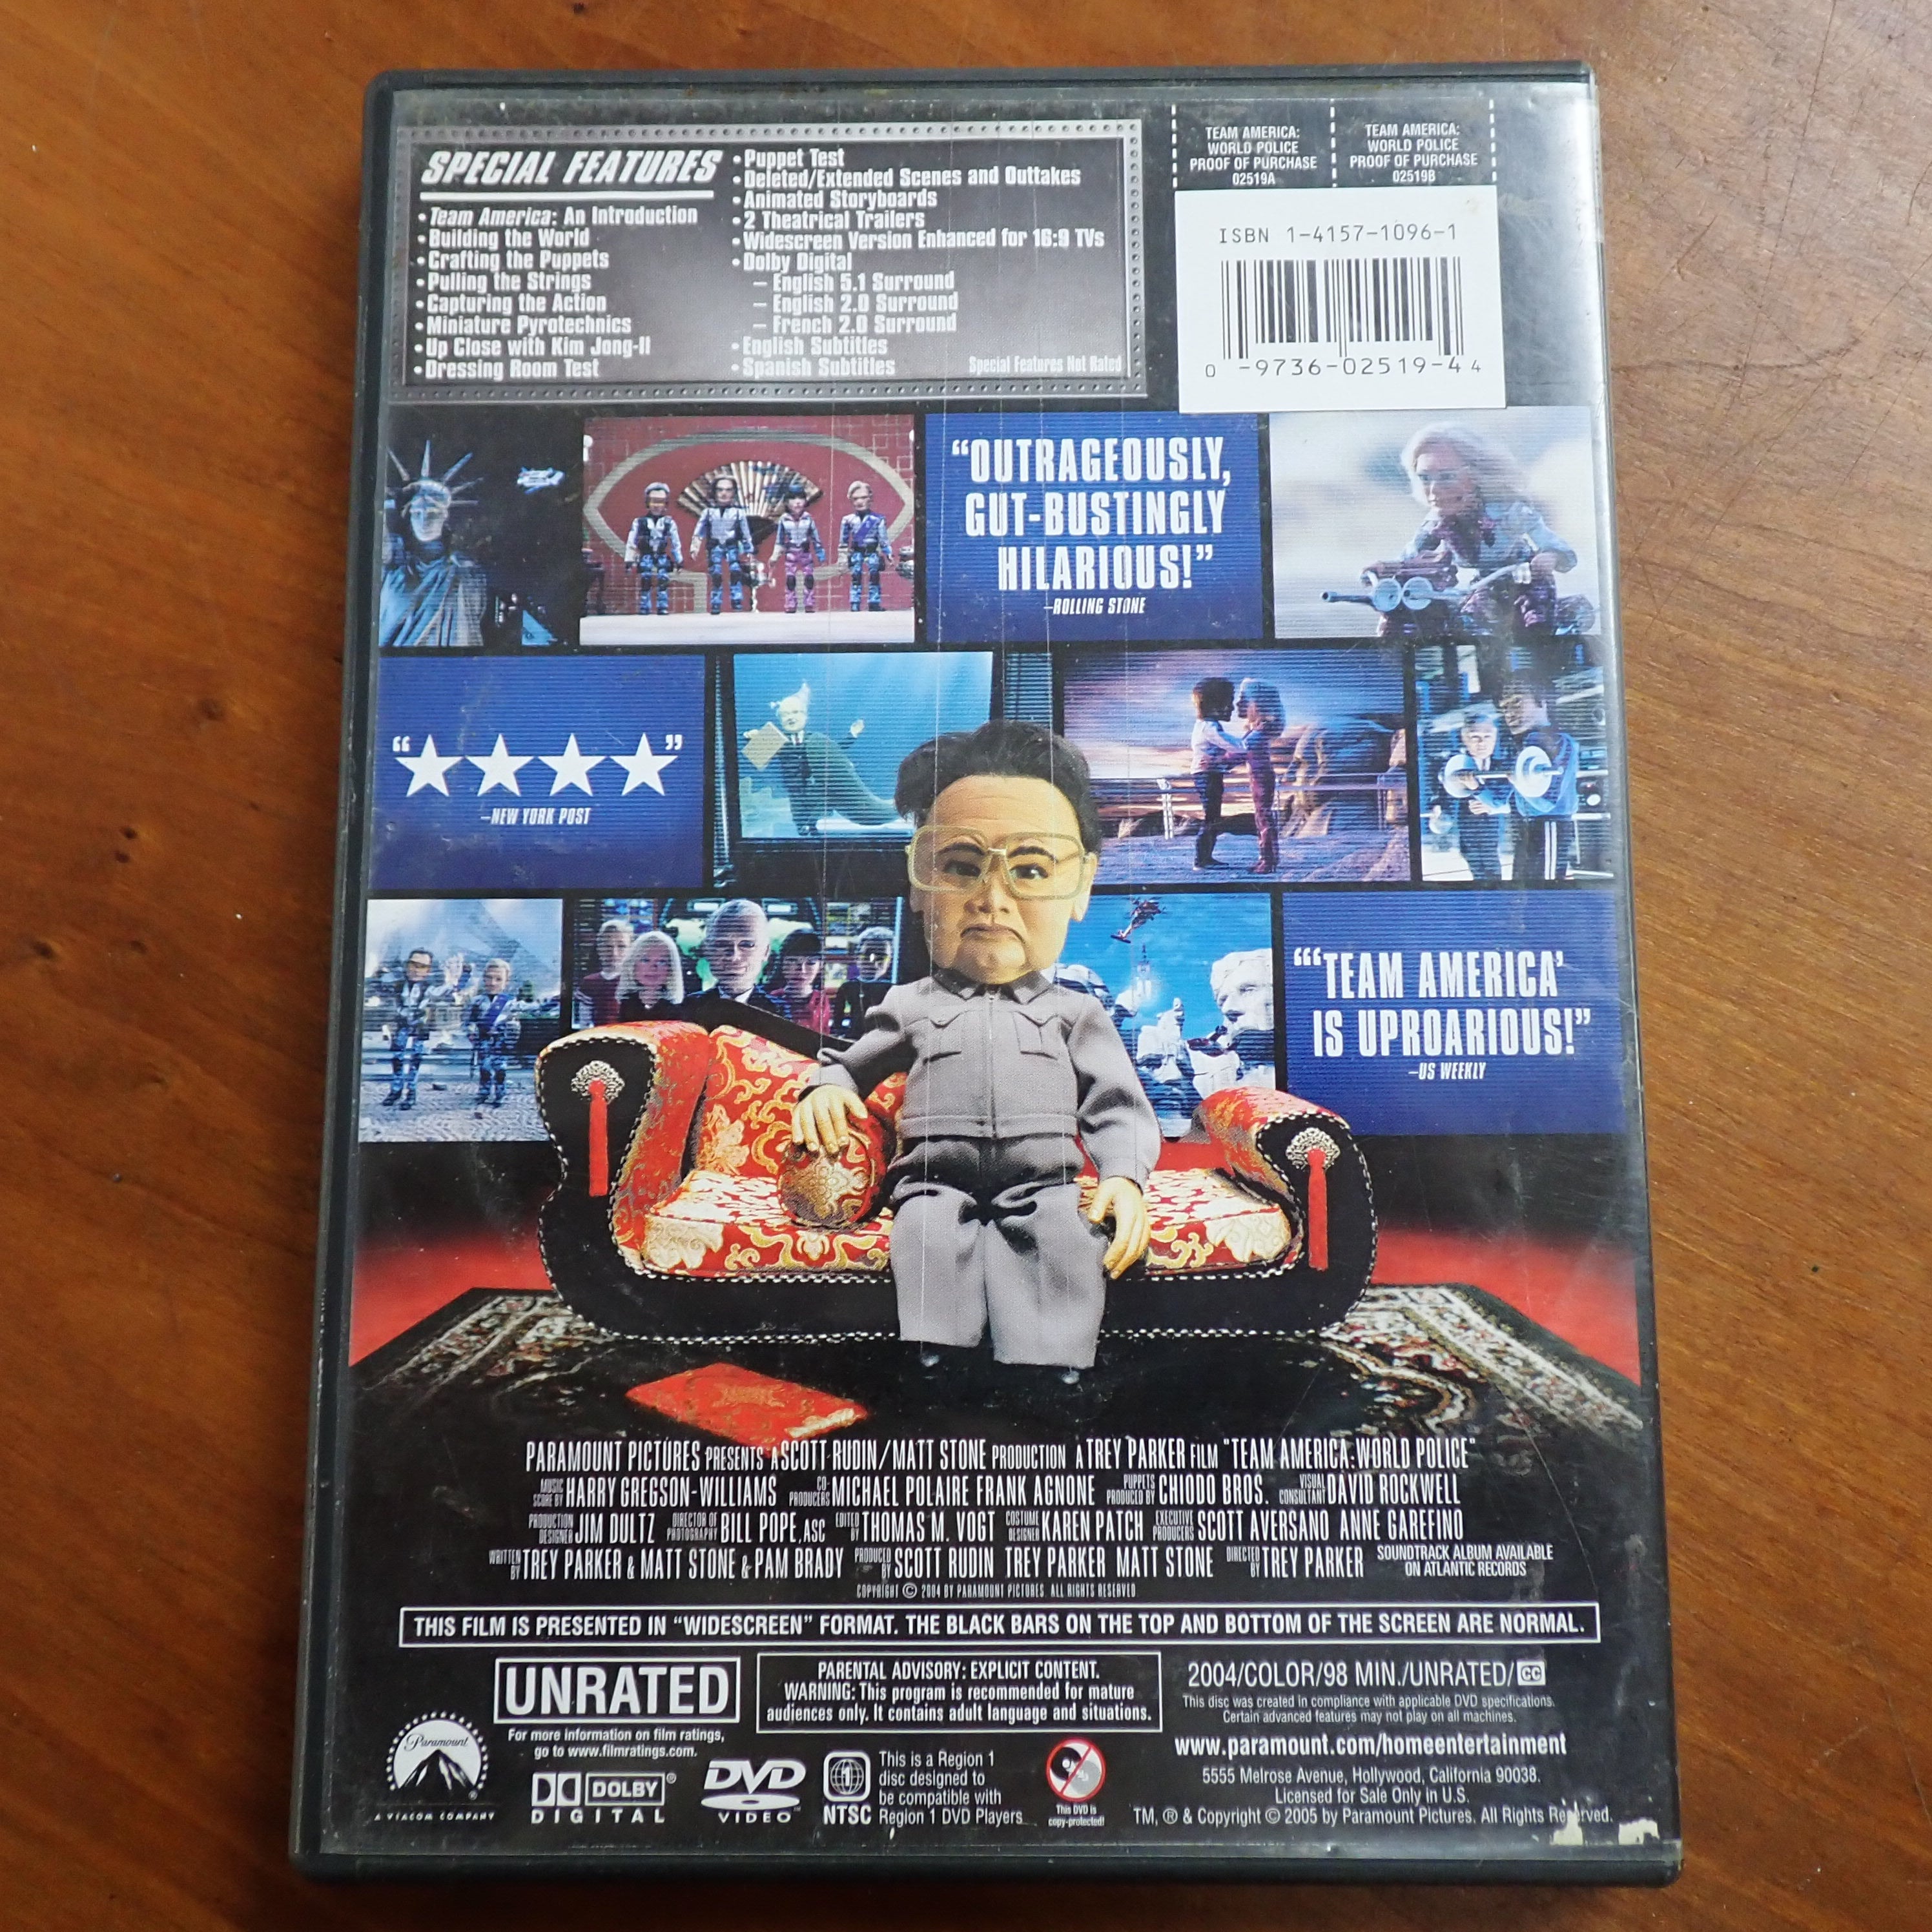 SPECIAL FEATURES
• Team America: An Introduction
• Building the World
• Crafting the Puppets
• Pulling the Strings
• Capturing the Action
• Miniature Pyrotechnics
• Up Close with Kim Jong-Il
• Dressing Room Test
• Puppet Test
• Deleted/Extended Scenes and Outtakes
• Animated Storyboards
• 2 Theatrical Trailers
• Widescreen Version Enhanced for 16:9 TVs
• Dolby Digital
– English 5.1 Surround
– English 2.0 Surround
– French 2.0 Surround
• English Subtitles
• Spanish Subtitles
Special Features Not Rated
TEAM AMERICA:
WORLD POLICE
PROOF OF PURCHASE
02519A
TEAM AMERICA:
WORLD POLICE
PROOF OF PURCHASE
02519B
ISBN 1-4157-1096-1
0 -9736-02519-4 4
“OUTRAGEOUSLY,
GUT-BUSTINGLY
HILARIOUS!”
–ROLLING STONE
“★★★★”
–NEW YORK POST
“‘TEAM AMERICA’
IS UPROARIOUS!”
–US WEEKLY
PARAMOUNT PICTURES PRESENTS A SCOTT RUDIN/MATT STONE PRODUCTION A TREY PARKER FILM "TEAM AMERICA: WORLD POLICE"
MUSIC SCORE BY HARRY GREGSON-WILLIAMS CO-PRODUCERS MICHAEL POLAIRE FRANK AGNONE PUPPETS PRODUCED BY CHIODO BROS. VISUAL CONSULTANT DAVID ROCKWELL
PRODUCTION DESIGNER JIM DULTZ DIRECTOR OF PHOTOGRAPHY BILL POPE, ASC EDITED BY THOMAS M. VOGT COSTUME DESIGNER KAREN PATCH EXECUTIVE PRODUCERS SCOTT AVERSANO ANNE GAREFINO
WRITTEN BY TREY PARKER & MATT STONE & PAM BRADY PRODUCED BY SCOTT RUDIN TREY PARKER MATT STONE DIRECTED BY TREY PARKER SOUNDTRACK ALBUM AVAILABLE ON ATLANTIC RECORDS
COPYRIGHT © 2004 BY PARAMOUNT PICTURES. ALL RIGHTS RESERVED
THIS FILM IS PRESENTED IN “WIDESCREEN” FORMAT. THE BLACK BARS ON THE TOP AND BOTTOM OF THE SCREEN ARE NORMAL.
UNRATED
For more information on film ratings,
go to www.filmratings.com.
PARENTAL ADVISORY: EXPLICIT CONTENT.
WARNING: This program is recommended for mature
audiences only. It contains adult language and situations.
2004/COLOR/98 MIN./UNRATED/CC
This disc was created in compliance with applicable DVD specifications.
Certain advanced features may not play on all machines.
www.paramount.com/homeentertainment
5555 Melrose Avenue, Hollywood, California 90038.
Licensed for Sale Only in U.S.
TM, ® & Copyright © 2005 by Paramount Pictures. All Rights Reserved.
Paramount ®
A VIACOM COMPANY
DOLBY ®
DIGITAL
DVD
VIDEO ™
1
NTSC
This is a Region 1
disc designed to
be compatible with
Region 1 DVD Players
This DVD is
copy-protected!